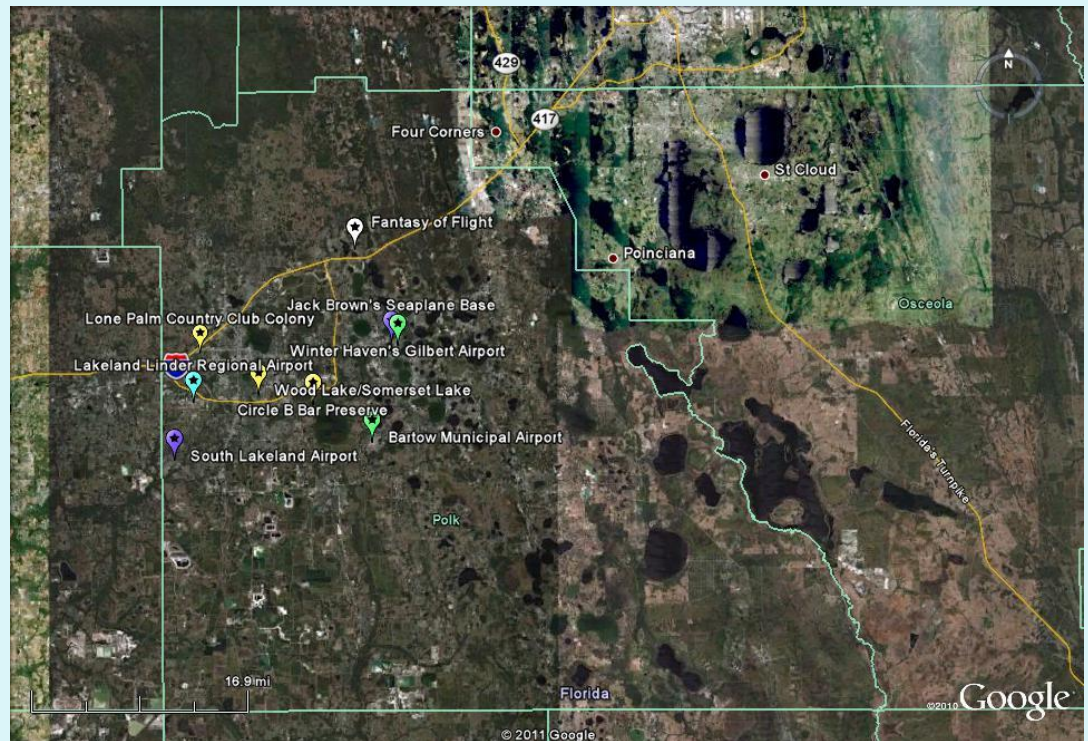 429
N
417
Four Corners
St Cloud
Fantasy of Flight
Poinciana
Jack Brown's Seaplane Base
Osceola
Lone Palm Country Club Colony
Winter Haven's Gilbert Airport
Lakeland Linder Regional Airport
Wood Lake/Somerset Lake
Circle B Bar Preserve
Bartow Municipal Airport
Florida's Turnpike
South Lakeland Airport
Polk
16.9 mi
Florida
©2010 Google
© 2011 Google